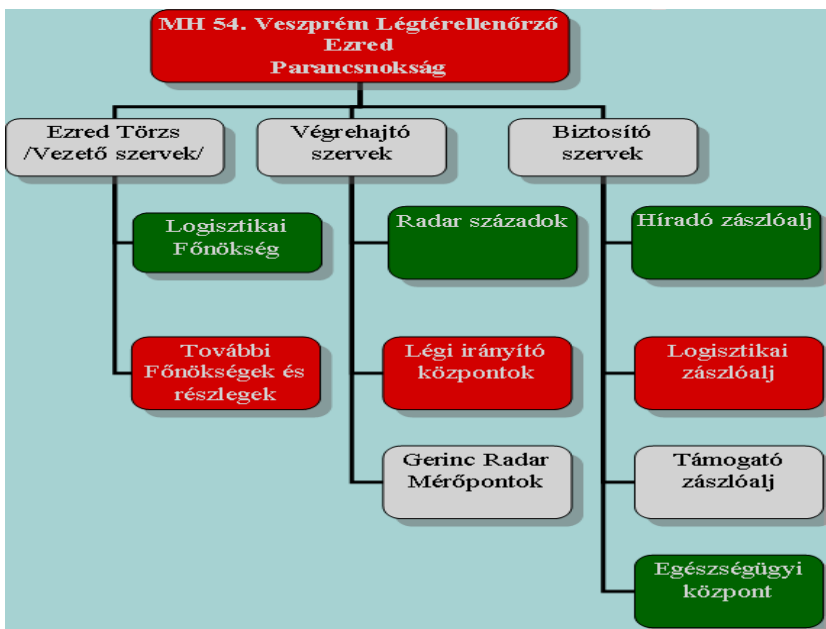 MH 54. Veszprém Légtérellenőrző
Ezred
Parancsnokság
Ezred Törzs
/Vezető szervek/
Végrehajtó
szervek
Biztosító
szervek
Logisztikai
Főnökség
Radar századok
Híradó zászlóalj
További
Főnökségek és
részlegek
Légi irányító
központok
Logisztikai
zászlóalj
Gerinc Radar
Mérőpontok
Támogató
zászlóalj
Egészségügyi
központ